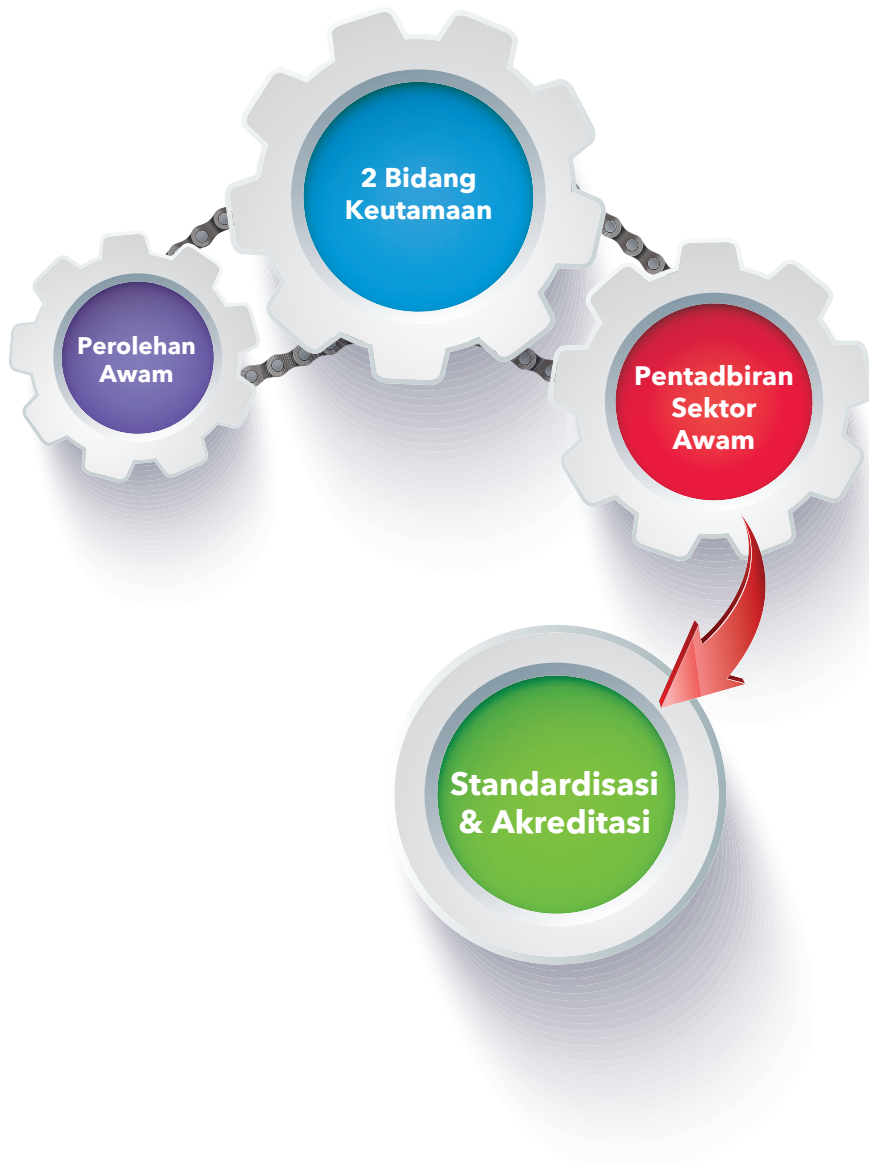 2 Bidang
Keutamaan
Perolehan
Awam
Pentadbiran
Sektor
Awam
Standardisasi
& Akreditasi